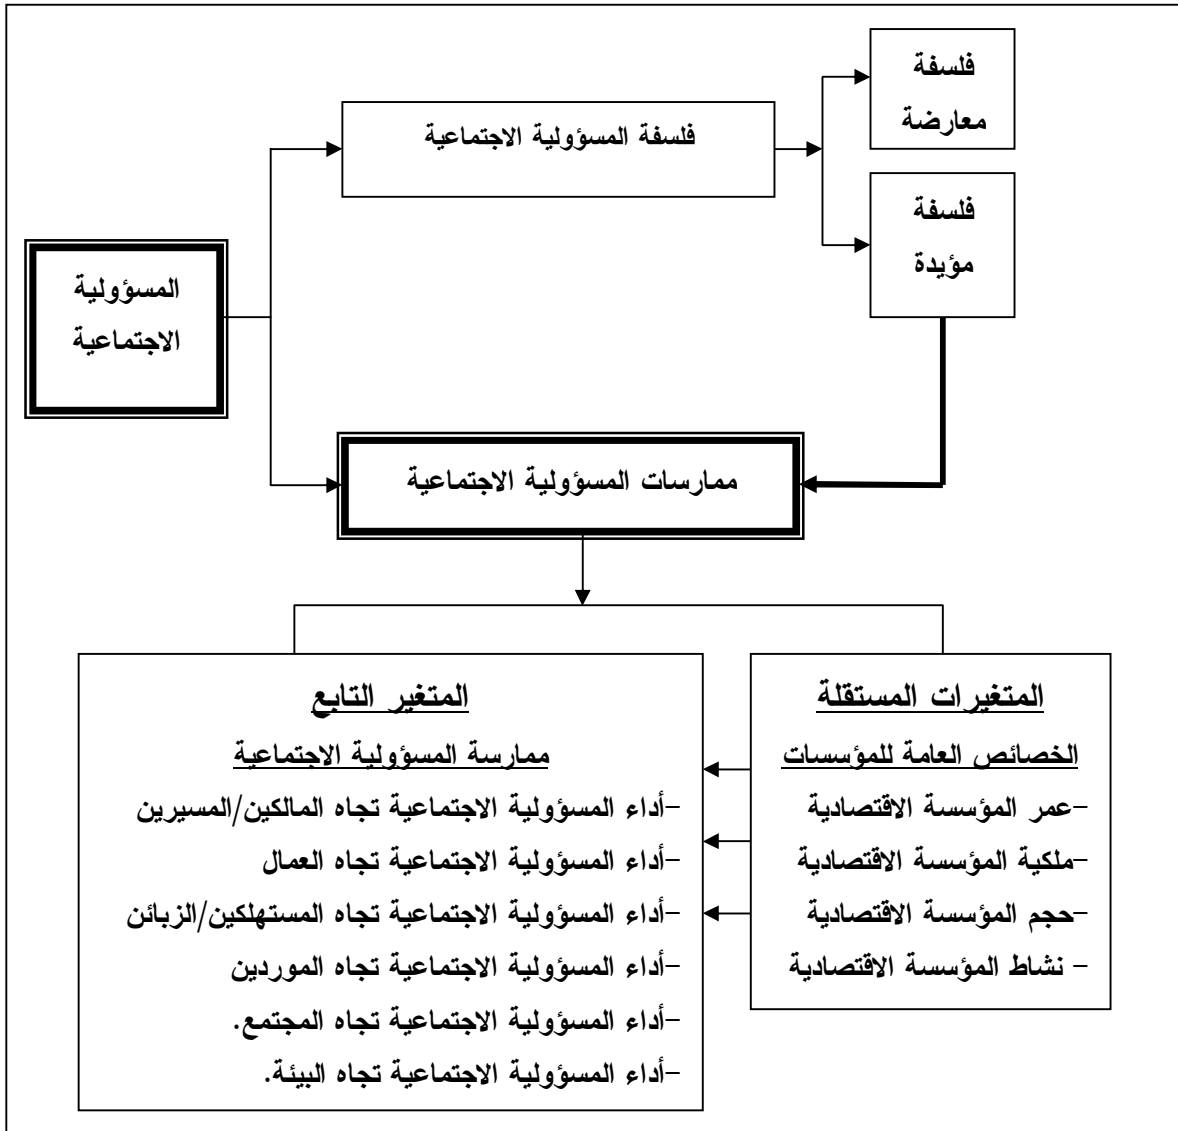 فلسفة
معارضة
فلسفة المسؤولية الاجتماعية
فلسفة
مؤيدة
المسؤولية
الاجتماعية
ممارسات المسؤولية الاجتماعية
المتغيرات المستقلة
الخصائص العامة للمؤسسات
-عمر المؤسسة الاقتصادية
-ملكية المؤسسة الاقتصادية
-حجم المؤسسة الاقتصادية
- نشاط المؤسسة الاقتصادية
المتغير التابع
ممارسة المسؤولية الاجتماعية
-أداء المسؤولية الاجتماعية تجاه المالكين/المسيرين
-أداء المسؤولية الاجتماعية تجاه العمال
-أداء المسؤولية الاجتماعية تجاه المستهلكين/الزبائن
-أداء المسؤولية الاجتماعية تجاه الموردين
-أداء المسؤولية الاجتماعية تجاه المجتمع.
-أداء المسؤولية الاجتماعية تجاه البيئة.